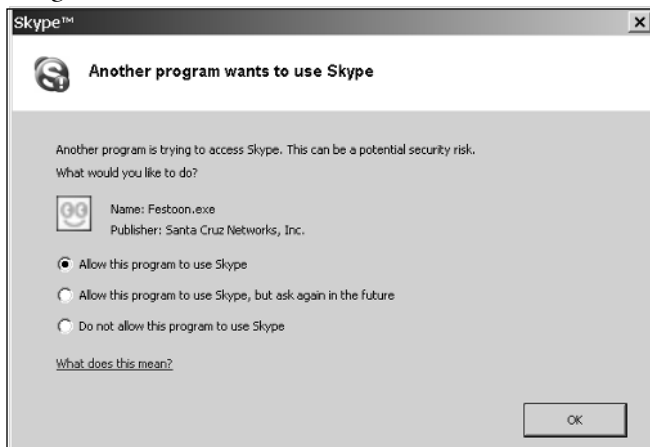 Skype™
Another program wants to use Skype
Another program is trying to access Skype. This can be a potential security risk.
What would you like to do?
Name: Festoon.exe
Publisher: Santa Cruz Networks, Inc.
Allow this program to use Skype
Allow this program to use Skype, but ask again in the future
Do not allow this program to use Skype
What does this mean?
OK